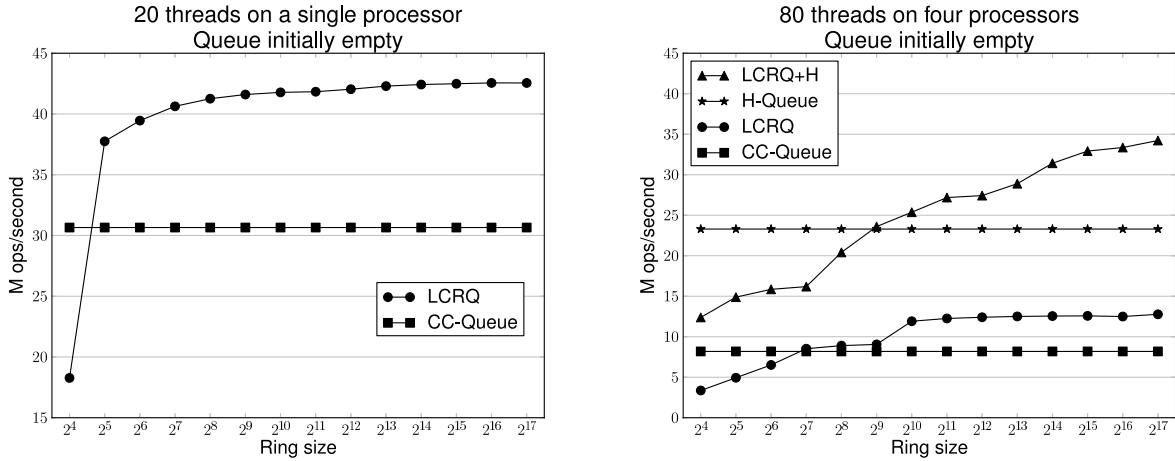 20 threads on a single processor
Queue initially empty
45
40
35
30
25
20
15
M ops/second
LCRQ
CC-Queue
2^4 2^5 2^6 2^7 2^8 2^9 2^10 2^11 2^12 2^13 2^14 2^15 2^16 2^17
Ring size
80 threads on four processors
Queue initially empty
45
40
35
30
25
20
15
10
5
0
M ops/second
LCRQ+H
H-Queue
LCRQ
CC-Queue
2^4 2^5 2^6 2^7 2^8 2^9 2^10 2^11 2^12 2^13 2^14 2^15 2^16 2^17
Ring size